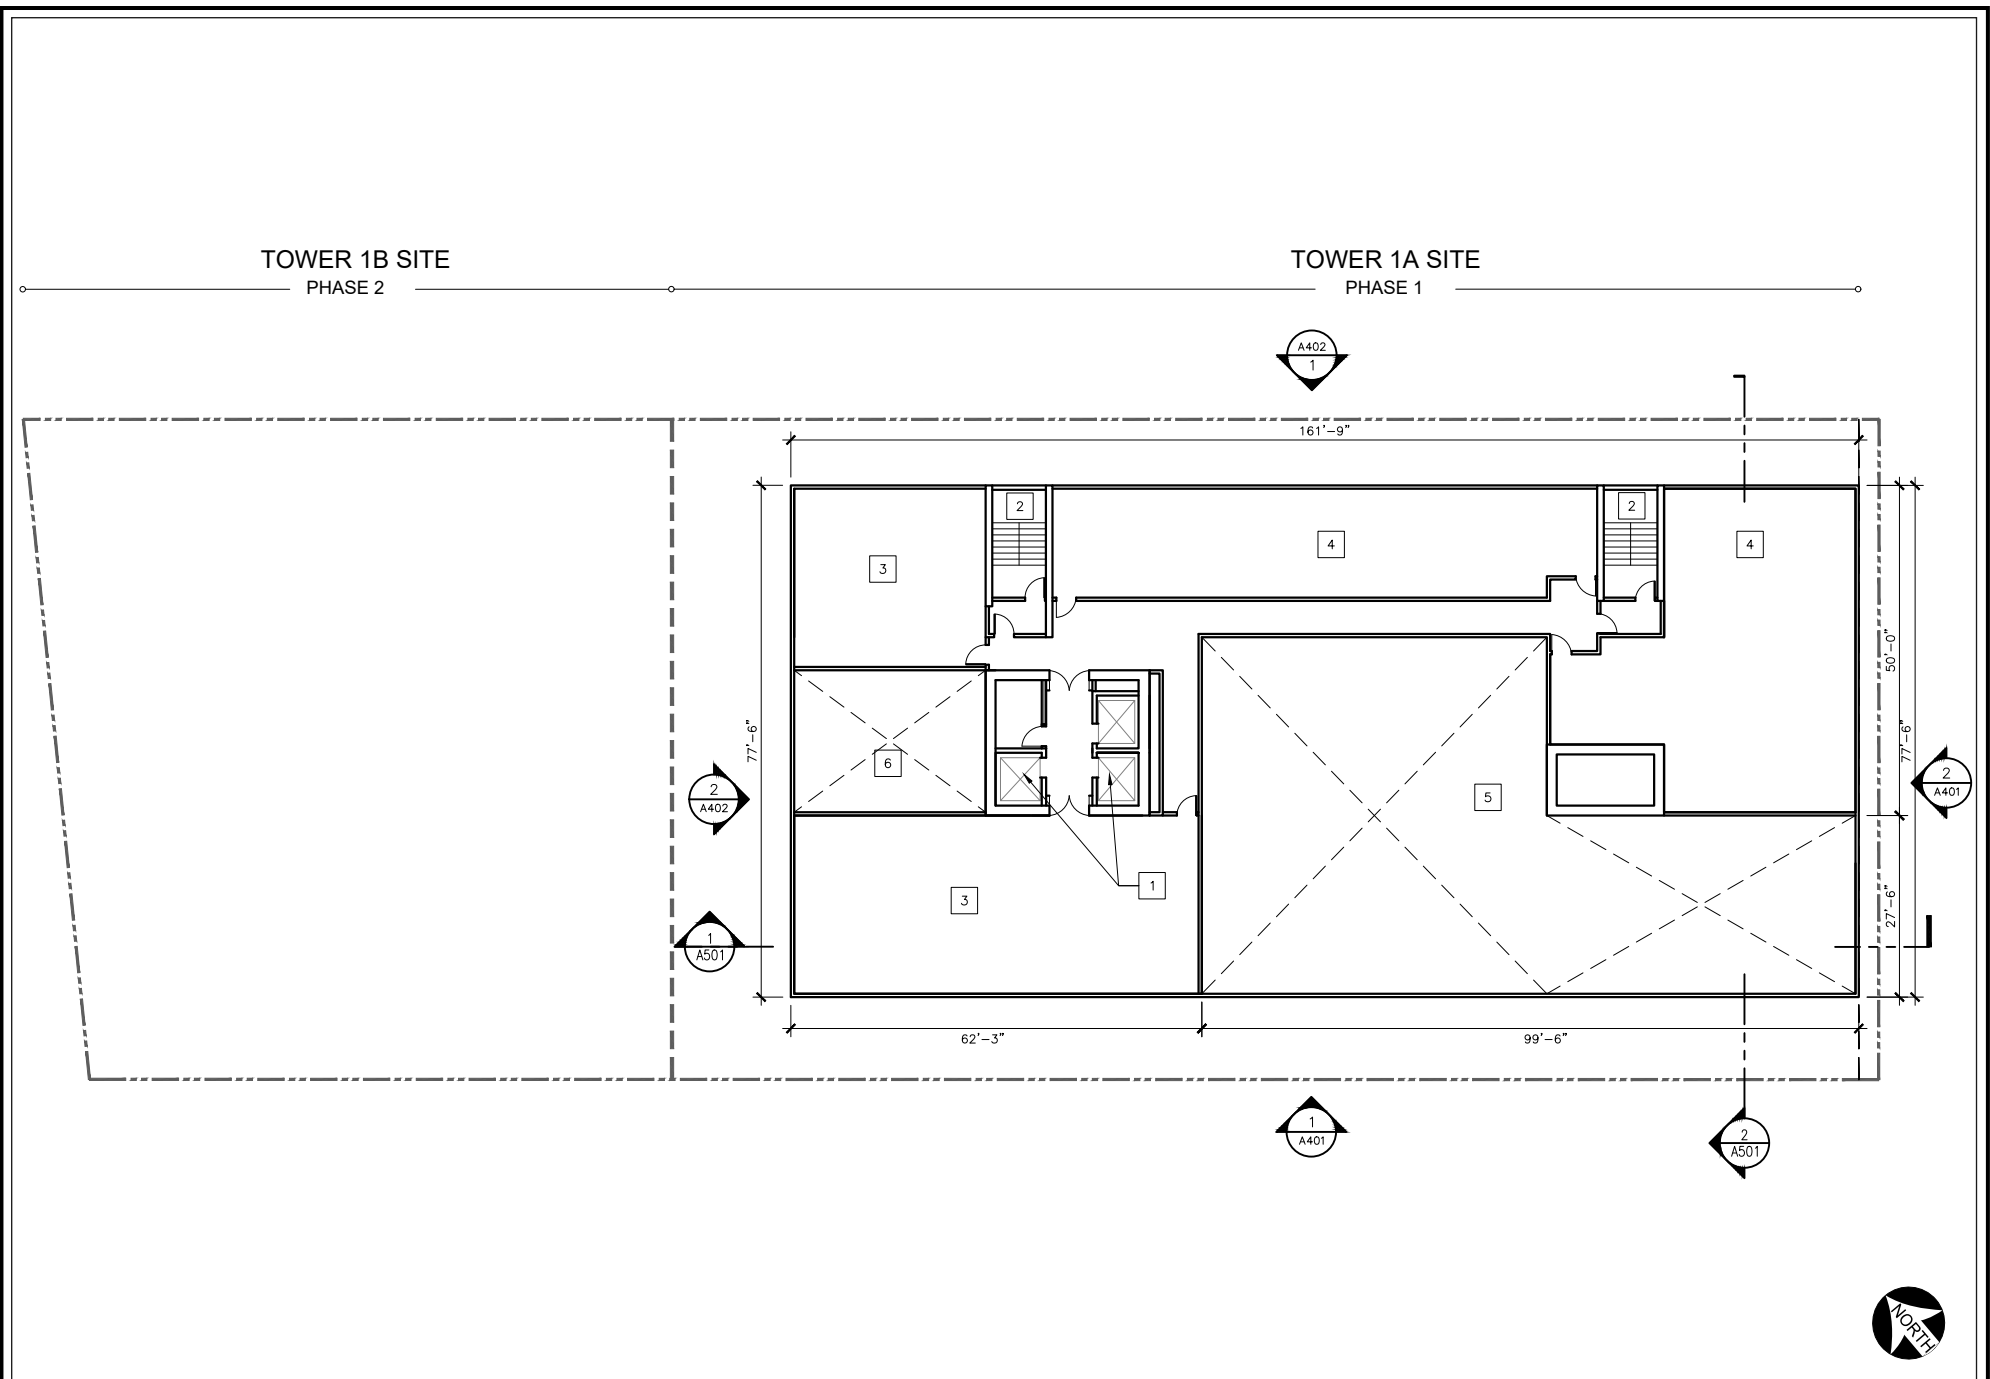 TOWER 1B SITE
PHASE 2
TOWER 1A SITE
PHASE 1
A402
1
161'-9"
2
2
4
4
3
50'-0"
77'-6"
77'-6"
6
2
A402
5
2
A401
1
3
27'-6"
1
A501
62'-3"
99'-6"
1
A401
2
A501
NORTH